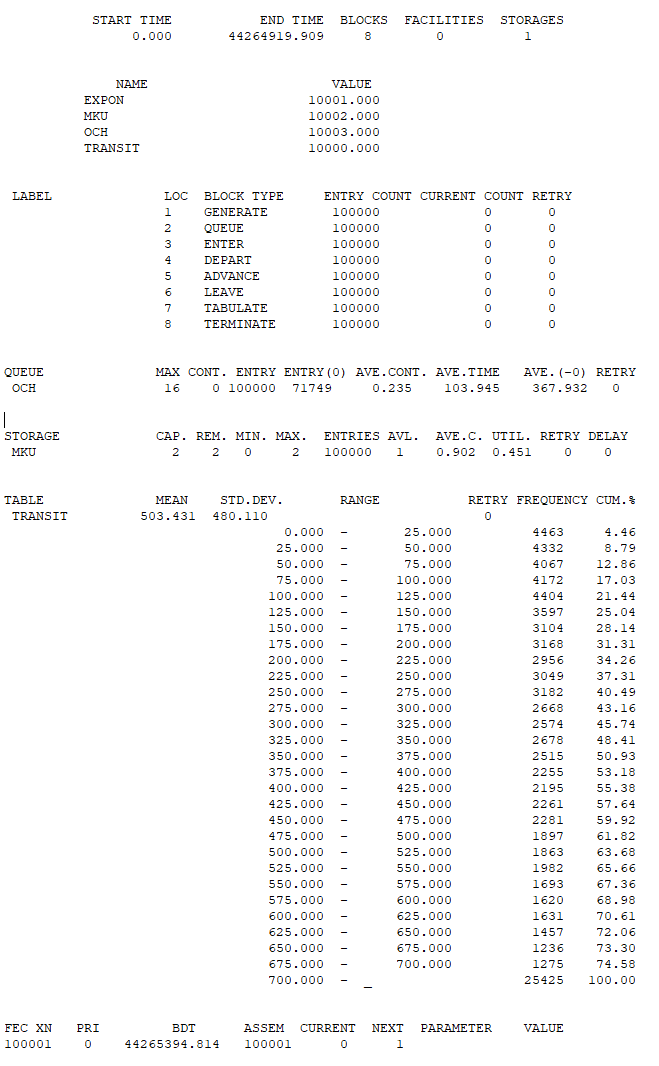 START TIME END TIME BLOCKS FACILITIES STORAGES
0.000 44264919.909 8 0 1
NAME VALUE
EXPON 10001.000
MKU 10002.000
OCH 10003.000
TRANSIT 10000.000
LABEL LOC BLOCK TYPE ENTRY COUNT CURRENT COUNT RETRY
1 GENERATE 100000 0 0
2 QUEUE 100000 0 0
3 ENTER 100000 0 0
4 DEPART 100000 0 0
5 ADVANCE 100000 0 0
6 LEAVE 100000 0 0
7 TABULATE 100000 0 0
8 TERMINATE 100000 0 0
QUEUE MAX CONT. ENTRY ENTRY(0) AVE.CONT. AVE.TIME AVE.(-0) RETRY
OCH 16 0 100000 71749 0.235 103.945 367.932 0
STORAGE CAP. REM. MIN. MAX. ENTRIES AVL. AVE.C. UTIL. RETRY DELAY
MKU 2 2 0 2 100000 1 0.902 0.451 0 0
TABLE MEAN STD.DEV. RANGE RETRY FREQUENCY CUM.%
TRANSIT 503.431 480.110 0
0.000 - 25.000 4463 4.46
25.000 - 50.000 4332 8.79
50.000 - 75.000 4067 12.86
75.000 - 100.000 4172 17.03
100.000 - 125.000 4404 21.44
125.000 - 150.000 3597 25.04
150.000 - 175.000 3104 28.14
175.000 - 200.000 3168 31.31
200.000 - 225.000 2956 34.26
225.000 - 250.000 3049 37.31
250.000 - 275.000 3182 40.49
275.000 - 300.000 2668 43.16
300.000 - 325.000 2574 45.74
325.000 - 350.000 2678 48.41
350.000 - 375.000 2515 50.93
375.000 - 400.000 2255 53.18
400.000 - 425.000 2195 55.38
425.000 - 450.000 2261 57.64
450.000 - 475.000 2281 59.92
475.000 - 500.000 1897 61.82
500.000 - 525.000 1863 63.68
525.000 - 550.000 1982 65.66
550.000 - 575.000 1693 67.36
575.000 - 600.000 1620 68.98
600.000 - 625.000 1631 70.61
625.000 - 650.000 1457 72.06
650.000 - 675.000 1236 73.30
675.000 - 700.000 1275 74.58
700.000 - _ 25425 100.00
FEC XN PRI BDT ASSEM CURRENT NEXT PARAMETER VALUE
100001 0 44265394.814 100001 0 1